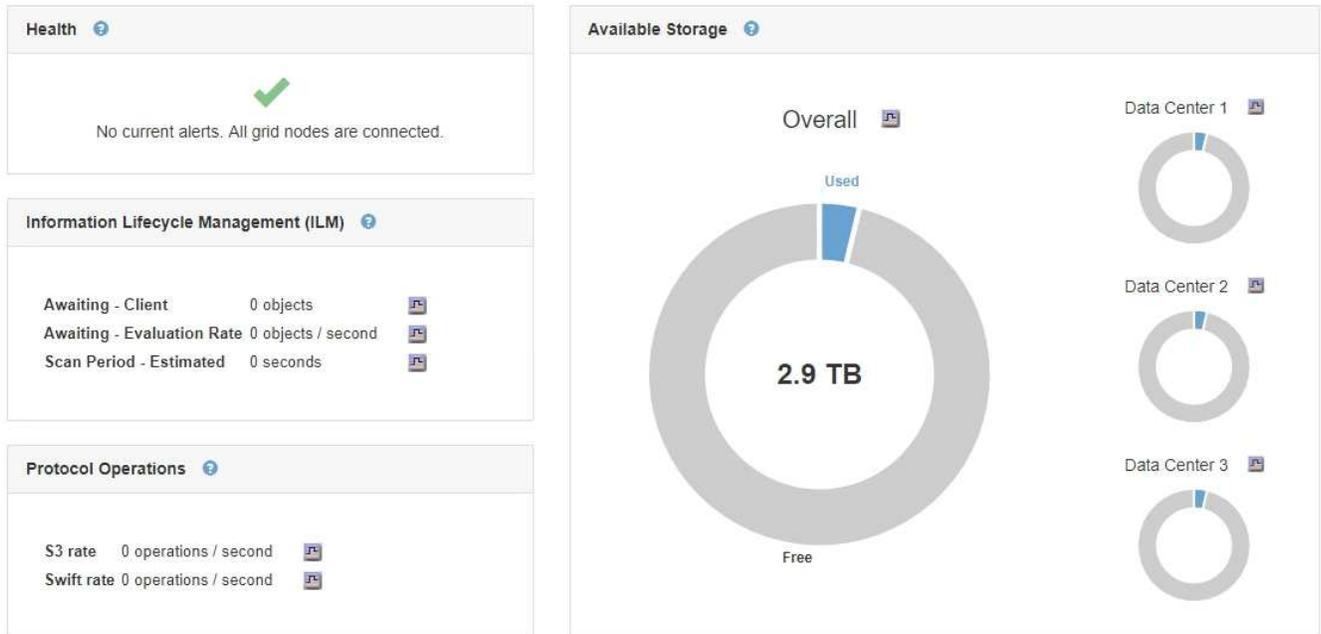 Health
No current alerts. All grid nodes are connected.
Information Lifecycle Management (ILM)
Awaiting - Client 0 objects
Awaiting - Evaluation Rate 0 objects / second
Scan Period - Estimated 0 seconds
Protocol Operations
S3 rate 0 operations / second
Swift rate 0 operations / second
Available Storage
Overall
Used
2.9 TB
Free
Data Center 1
Data Center 2
Data Center 3